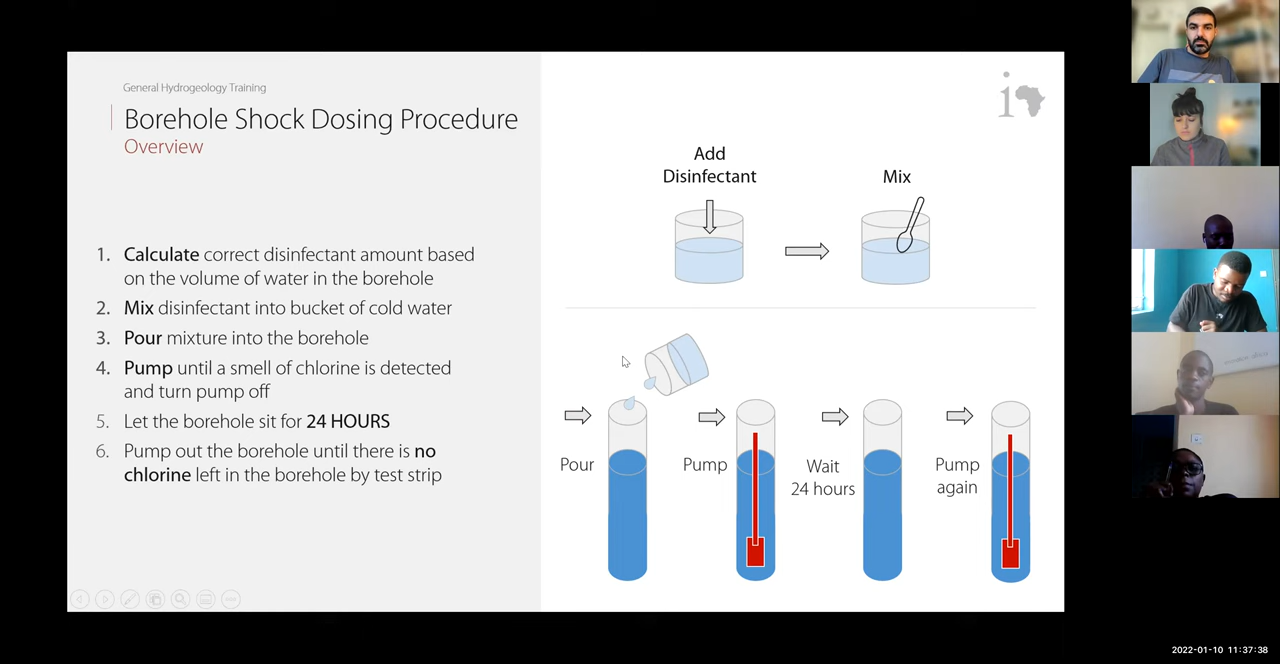 General Hydrogeology Training
Borehole Shock Dosing Procedure
Overview
1. Calculate correct disinfectant amount based
on the volume of water in the borehole
2. Mix disinfectant into bucket of cold water
3. Pour mixture into the borehole
4. Pump until a smell of chlorine is detected
and turn pump off
5. Let the borehole sit for 24 HOURS
6. Pump out the borehole until there is no
chlorine left in the borehole by test strip
Add
Disinfectant
Mix
Pour
Pump
Wait
24 hours
Pump
again
i
2022-01-10 11:37:38